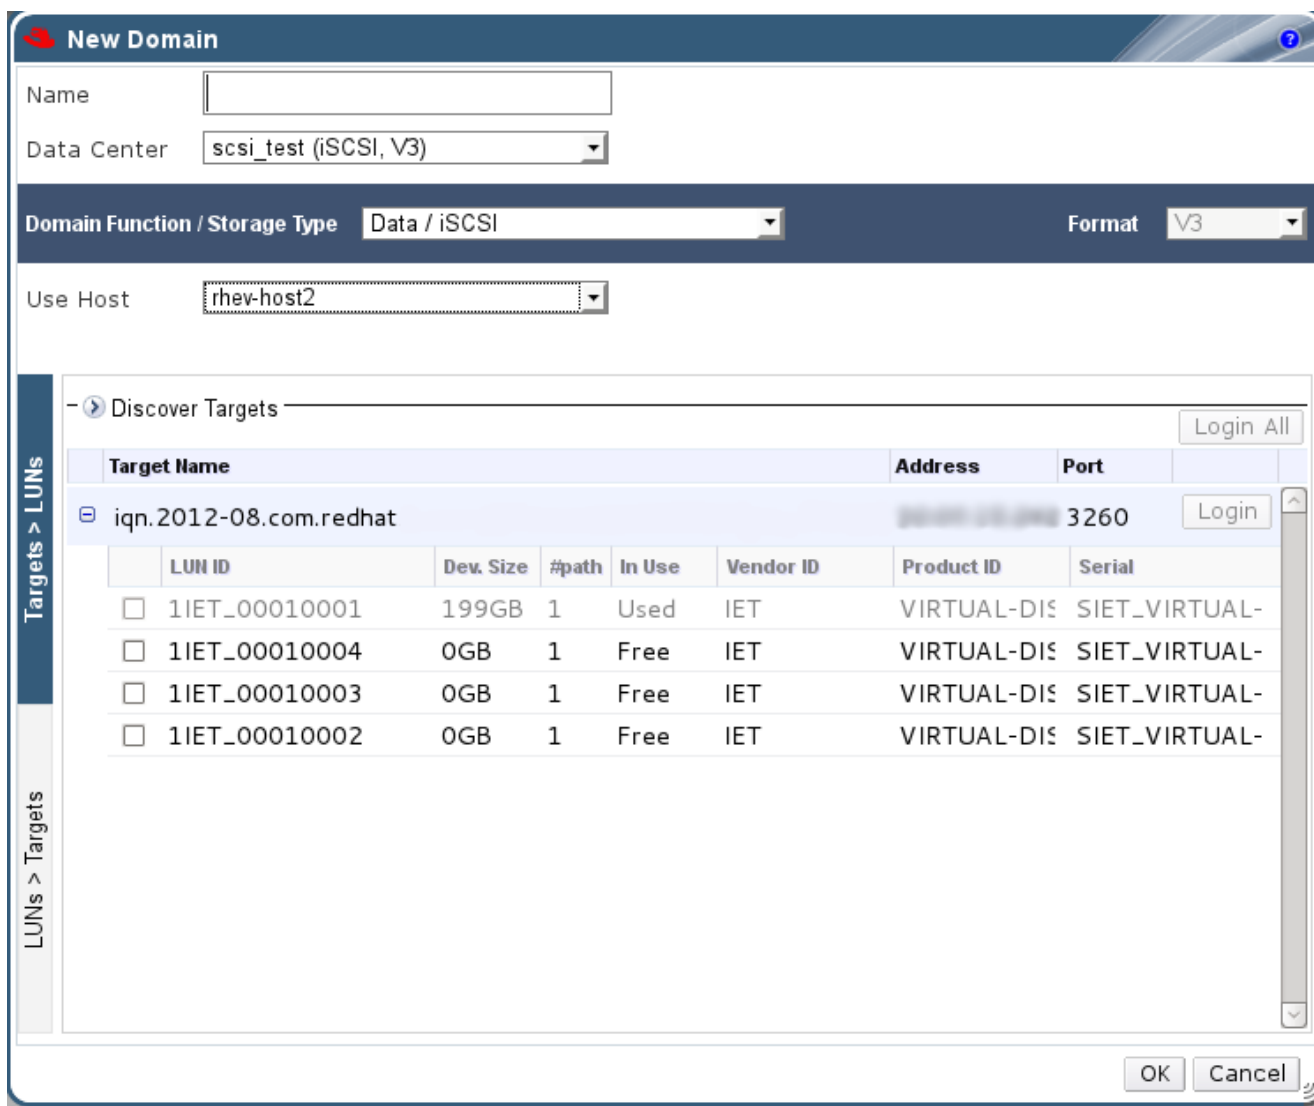 New Domain
Name
Data Center scsi_test (iSCSI, V3)
Domain Function / Storage Type Data / iSCSI Format V3
Use Host rhev-host2
Targets > LUNs
LUNs > Targets
Discover Targets
Login All
Target Name Address Port
iqn.2012-08.com.redhat 3260 Login
LUN ID Dev. Size #path In Use Vendor ID Product ID Serial
1IET_00010001 199GB 1 Used IET VIRTUAL-DIS SIET_VIRTUAL-
1IET_00010004 0GB 1 Free IET VIRTUAL-DIS SIET_VIRTUAL-
1IET_00010003 0GB 1 Free IET VIRTUAL-DIS SIET_VIRTUAL-
1IET_00010002 0GB 1 Free IET VIRTUAL-DIS SIET_VIRTUAL-
OK Cancel